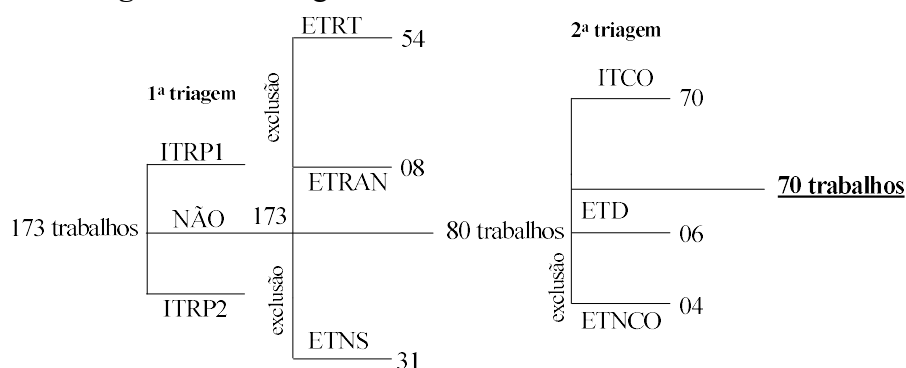 ETRT
54
2ª triagem
exclusão
1ª triagem
ITCO
70
ITRP1
08
ETRAN
70 trabalhos
173 trabalhos
NÃO
173
80 trabalhos
ETD
06
exclusão
exclusão
ITRP2
04
ETNCO
ETNS
31